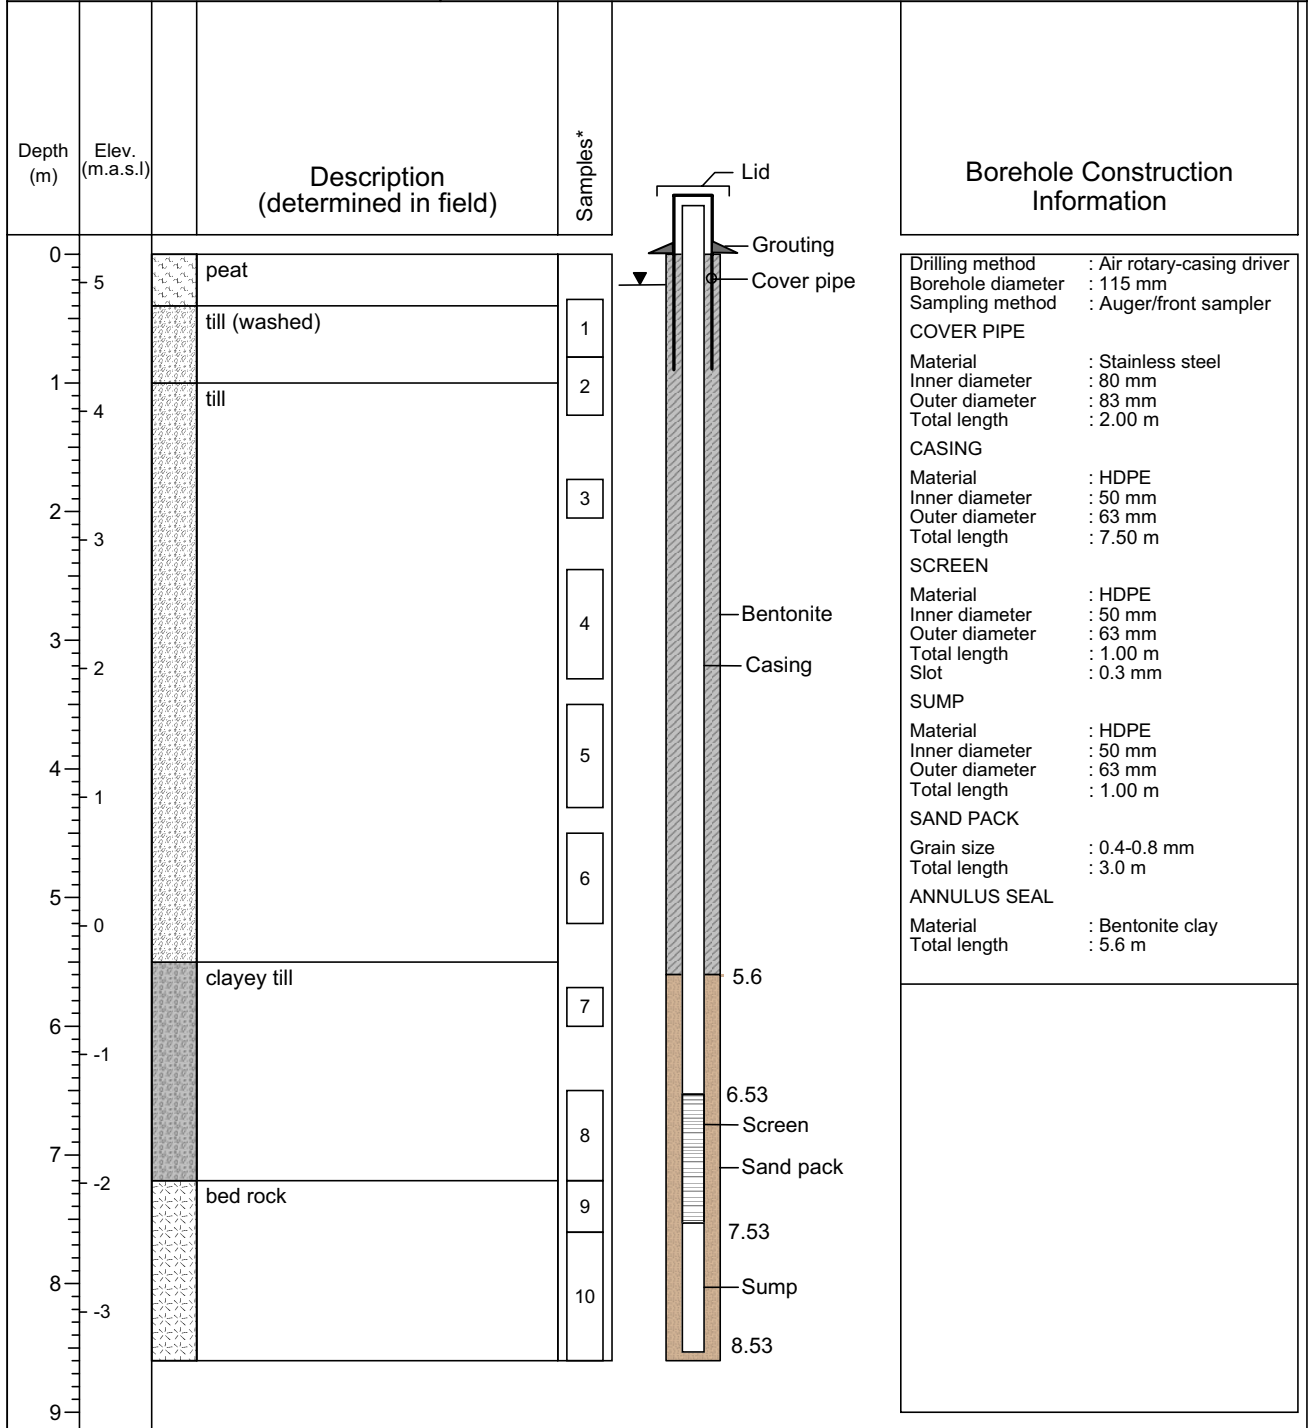 Depth
(m)
Elev.
(m.a.s.l)
Description
(determined in field)
Samples*
Lid
Grouting
Cover pipe
Bentonite
Casing
5.6
6.53
Screen
Sand pack
7.53
Sump
8.53
0
1
2
3
4
5
6
7
8
9
5
4
3
2
1
0
-1
-2
-3
peat
till (washed)
till
clayey till
bed rock
1
2
3
4
5
6
7
8
9
10
Borehole Construction
Information
Drilling method : Air rotary-casing driver
Borehole diameter : 115 mm
Sampling method : Auger/front sampler
COVER PIPE
Material : Stainless steel
Inner diameter : 80 mm
Outer diameter : 83 mm
Total length : 2.00 m
CASING
Material : HDPE
Inner diameter : 50 mm
Outer diameter : 63 mm
Total length : 7.50 m
SCREEN
Material : HDPE
Inner diameter : 50 mm
Outer diameter : 63 mm
Total length : 1.00 m
Slot : 0.3 mm
SUMP
Material : HDPE
Inner diameter : 50 mm
Outer diameter : 63 mm
Total length : 1.00 m
SAND PACK
Grain size : 0.4-0.8 mm
Total length : 3.0 m
ANNULUS SEAL
Material : Bentonite clay
Total length : 5.6 m